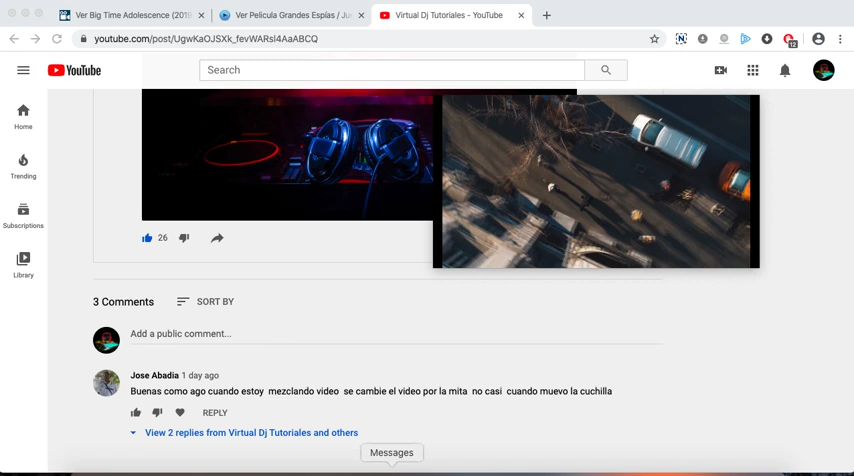 Ver Big Time Adolescence (2019
Ver Pelicula Grandes Espías / Ju
Virtual Dj Tutoriales - YouTube
youtube.com/post/UgwKaOJSXk_fevWARsl4AaABCQ
12
YouTube
Search
Home
Trending
Subscriptions
Library
26
3 Comments
SORT BY
Add a public comment...
Jose Abadia 1 day ago
Buenas como ago cuando estoy mezclando video se cambie el video por la mita no casi cuando muevo la cuchilla
REPLY
View 2 replies from Virtual Dj Tutoriales and others
Messages